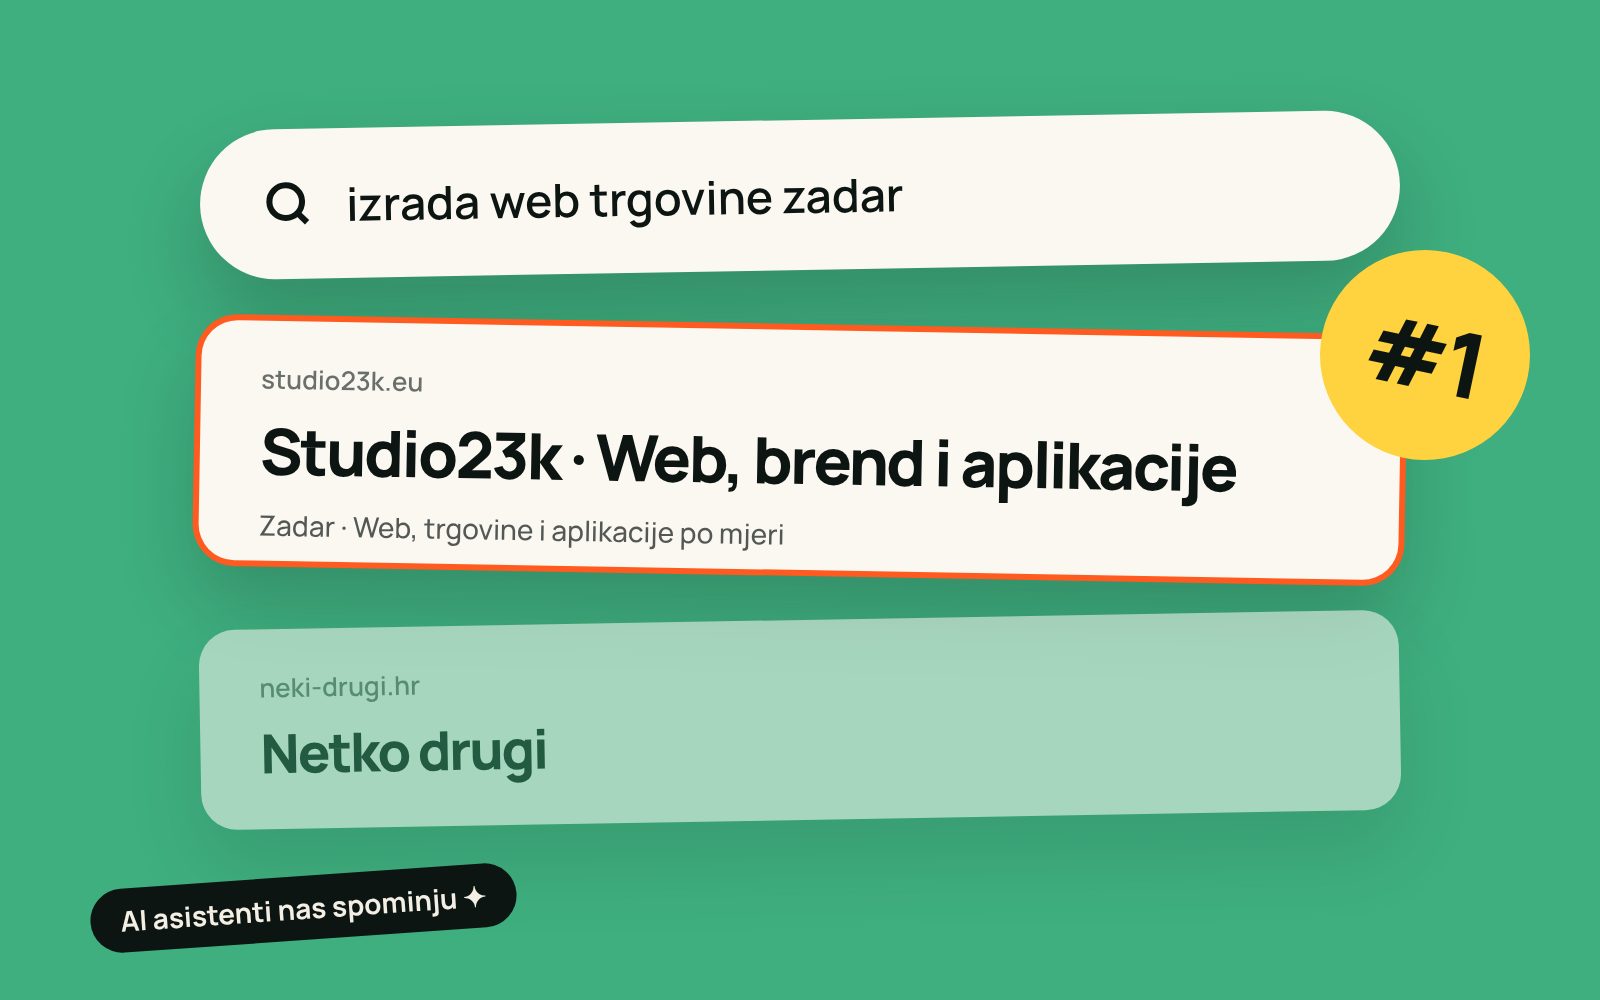 izrada web trgovine zadar
#1
studio23k.eu
Studio23k · Web, brend i aplikacije
Zadar · Web, trgovine i aplikacije po mjeri
neki-drugi.hr
Netko drugi
AI asistenti nas spominju ✦